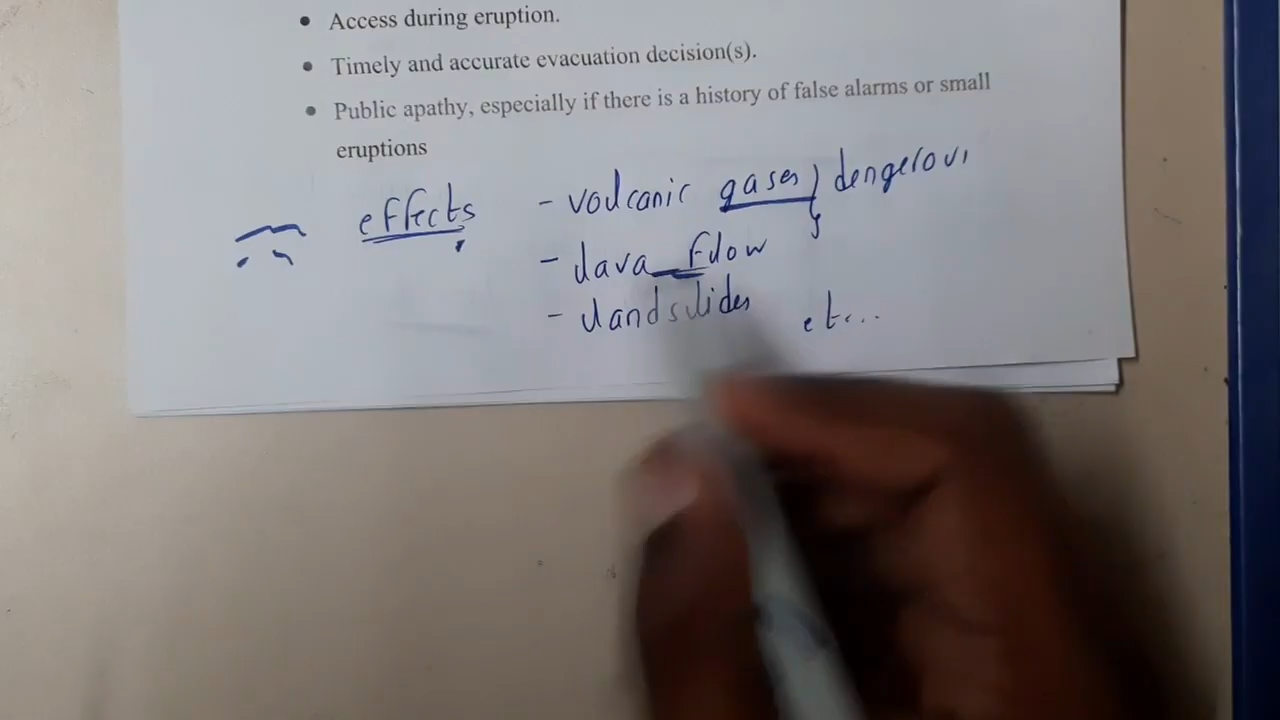 • Access during eruption.
• Timely and accurate evacuation decision(s).
• Public apathy, especially if there is a history of false alarms or small
eruptions
effects - volcanic gases) dengerous
- lava flow
- landslides etc...